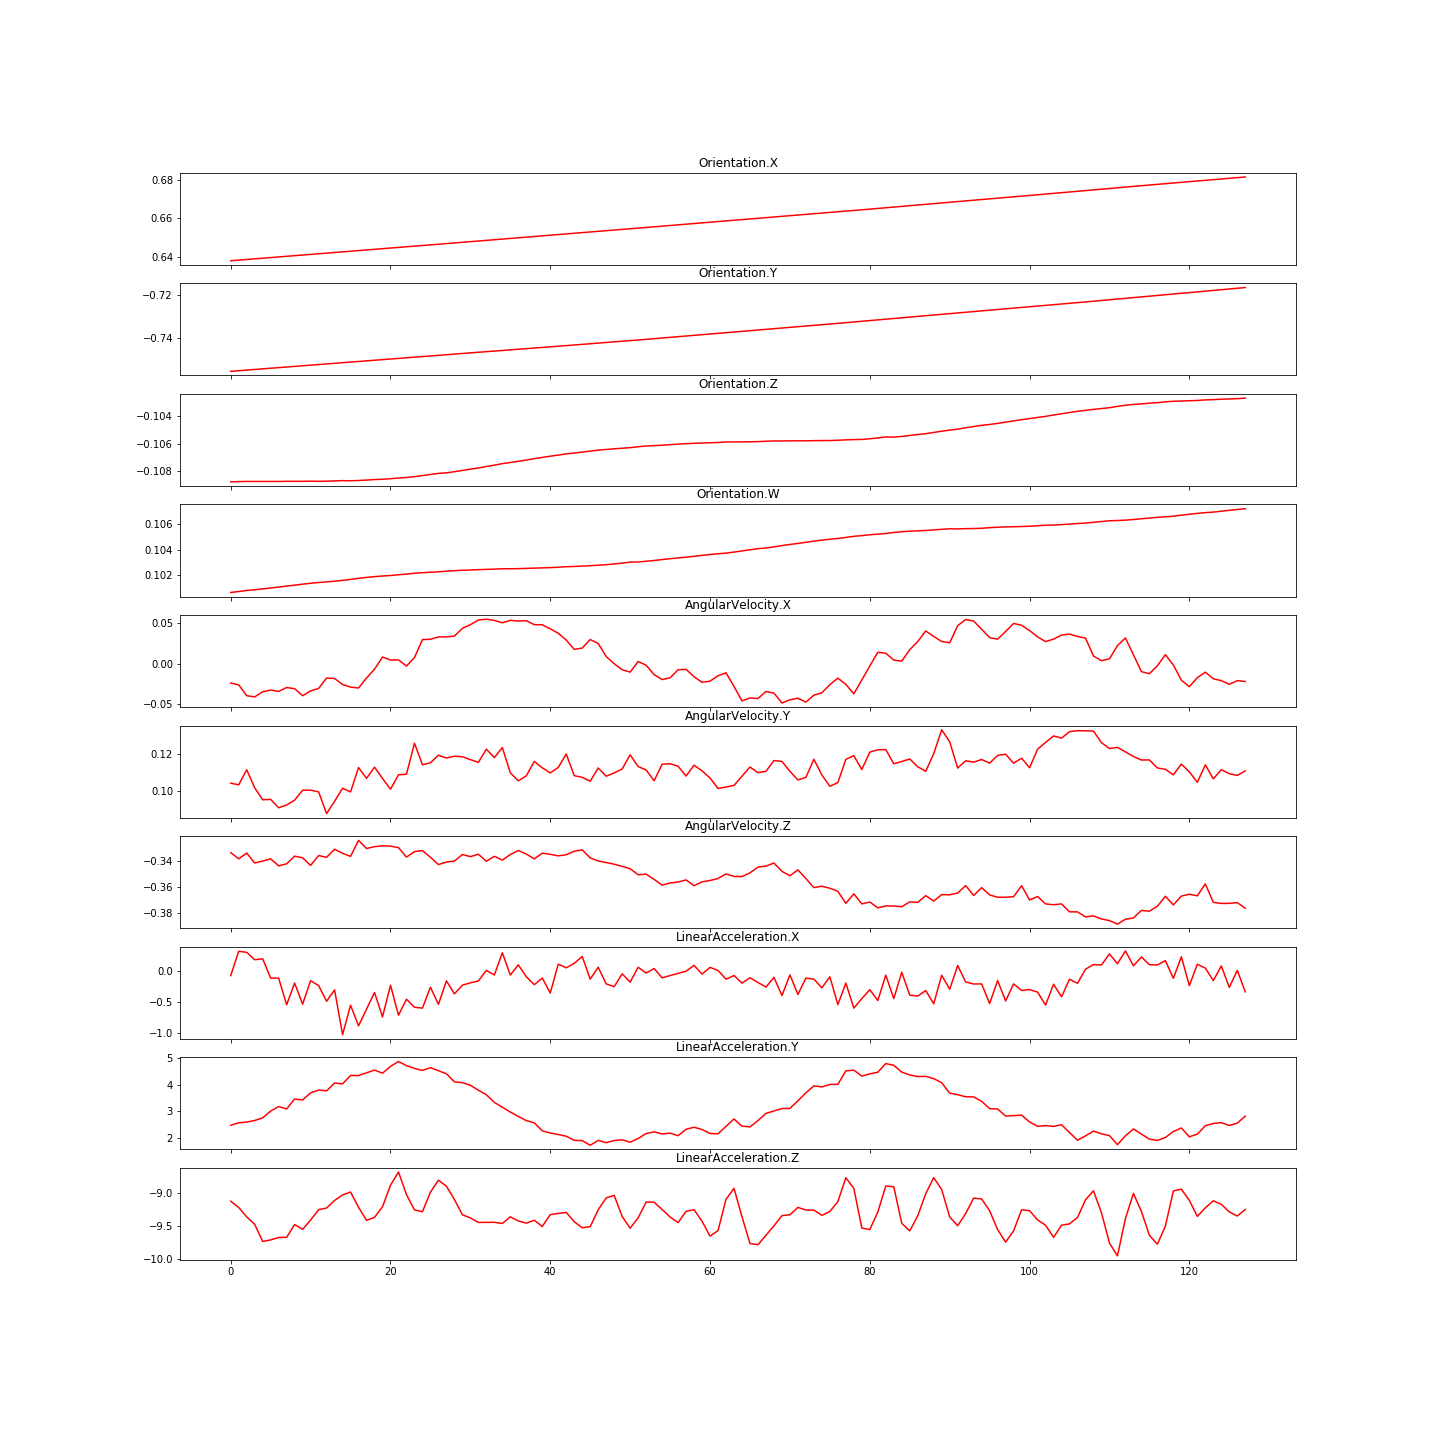 Orientation.X
0.68
0.66
0.64
Orientation.Y
−0.72
−0.74
Orientation.Z
−0.104
−0.106
−0.108
Orientation.W
0.106
0.104
0.102
AngularVelocity.X
0.05
0.00
−0.05
AngularVelocity.Y
0.12
0.10
AngularVelocity.Z
−0.34
−0.36
−0.38
LinearAcceleration.X
0.0
−0.5
−1.0
LinearAcceleration.Y
5
4
3
2
LinearAcceleration.Z
−9.0
−9.5
−10.0
0 20 40 60 80 100 120